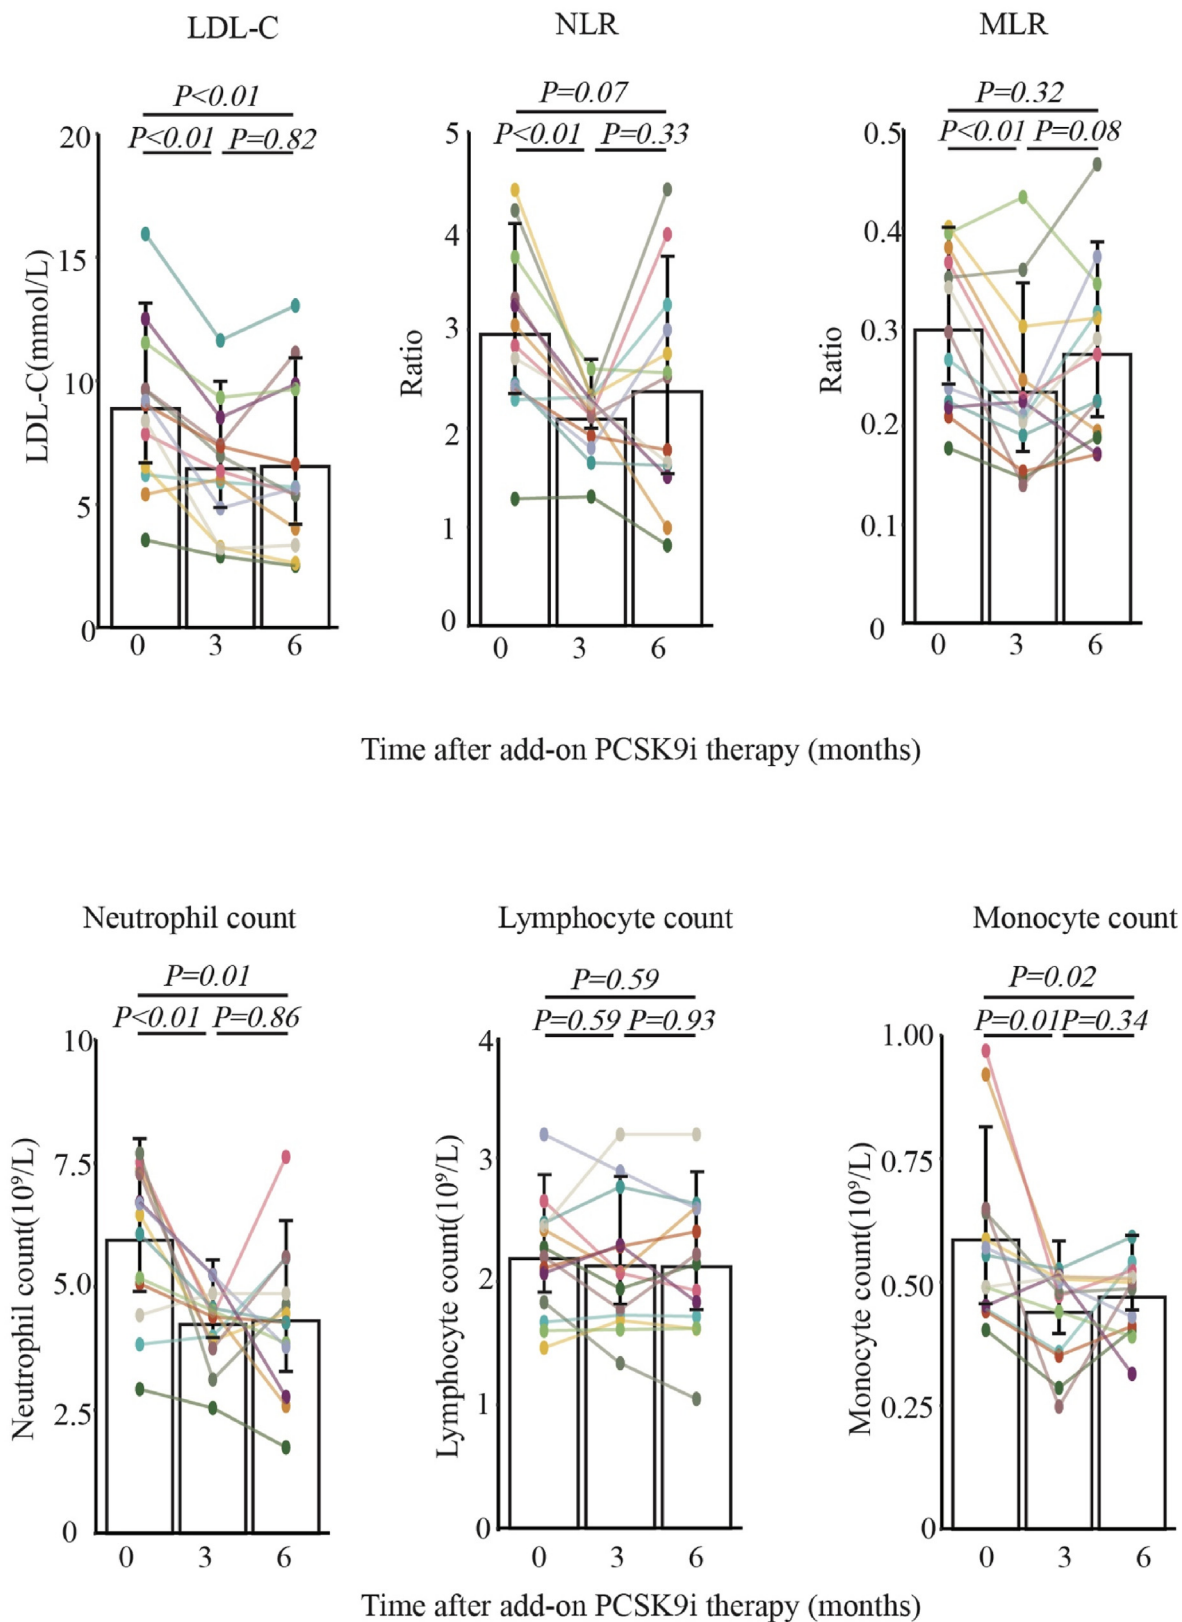 LDL-C
NLR
MLR
P<0.01
P<0.01 P=0.82
20
15
10
5
0
LDL-C(mmol/L)
0 3 6
P=0.07
P<0.01 P=0.33
5
4
3
2
1
0
Ratio
0 3 6
P=0.32
P<0.01 P=0.08
0.5
0.4
0.3
0.2
0.1
0
Ratio
0 3 6
Time after add-on PCSK9i therapy (months)
Neutrophil count
Lymphocyte count
Monocyte count
P=0.01
P<0.01 P=0.86
10
7.5
5.0
2.5
0
Neutrophil count(10⁹/L)
0 3 6
P=0.59
P=0.59 P=0.93
4
3
2
1
0
Lymphocyte count(10⁹/L)
0 3 6
P=0.02
P=0.01 P=0.34
1.00
0.75
0.50
0.25
0
Monocyte count(10⁹/L)
0 3 6
Time after add-on PCSK9i therapy (months)